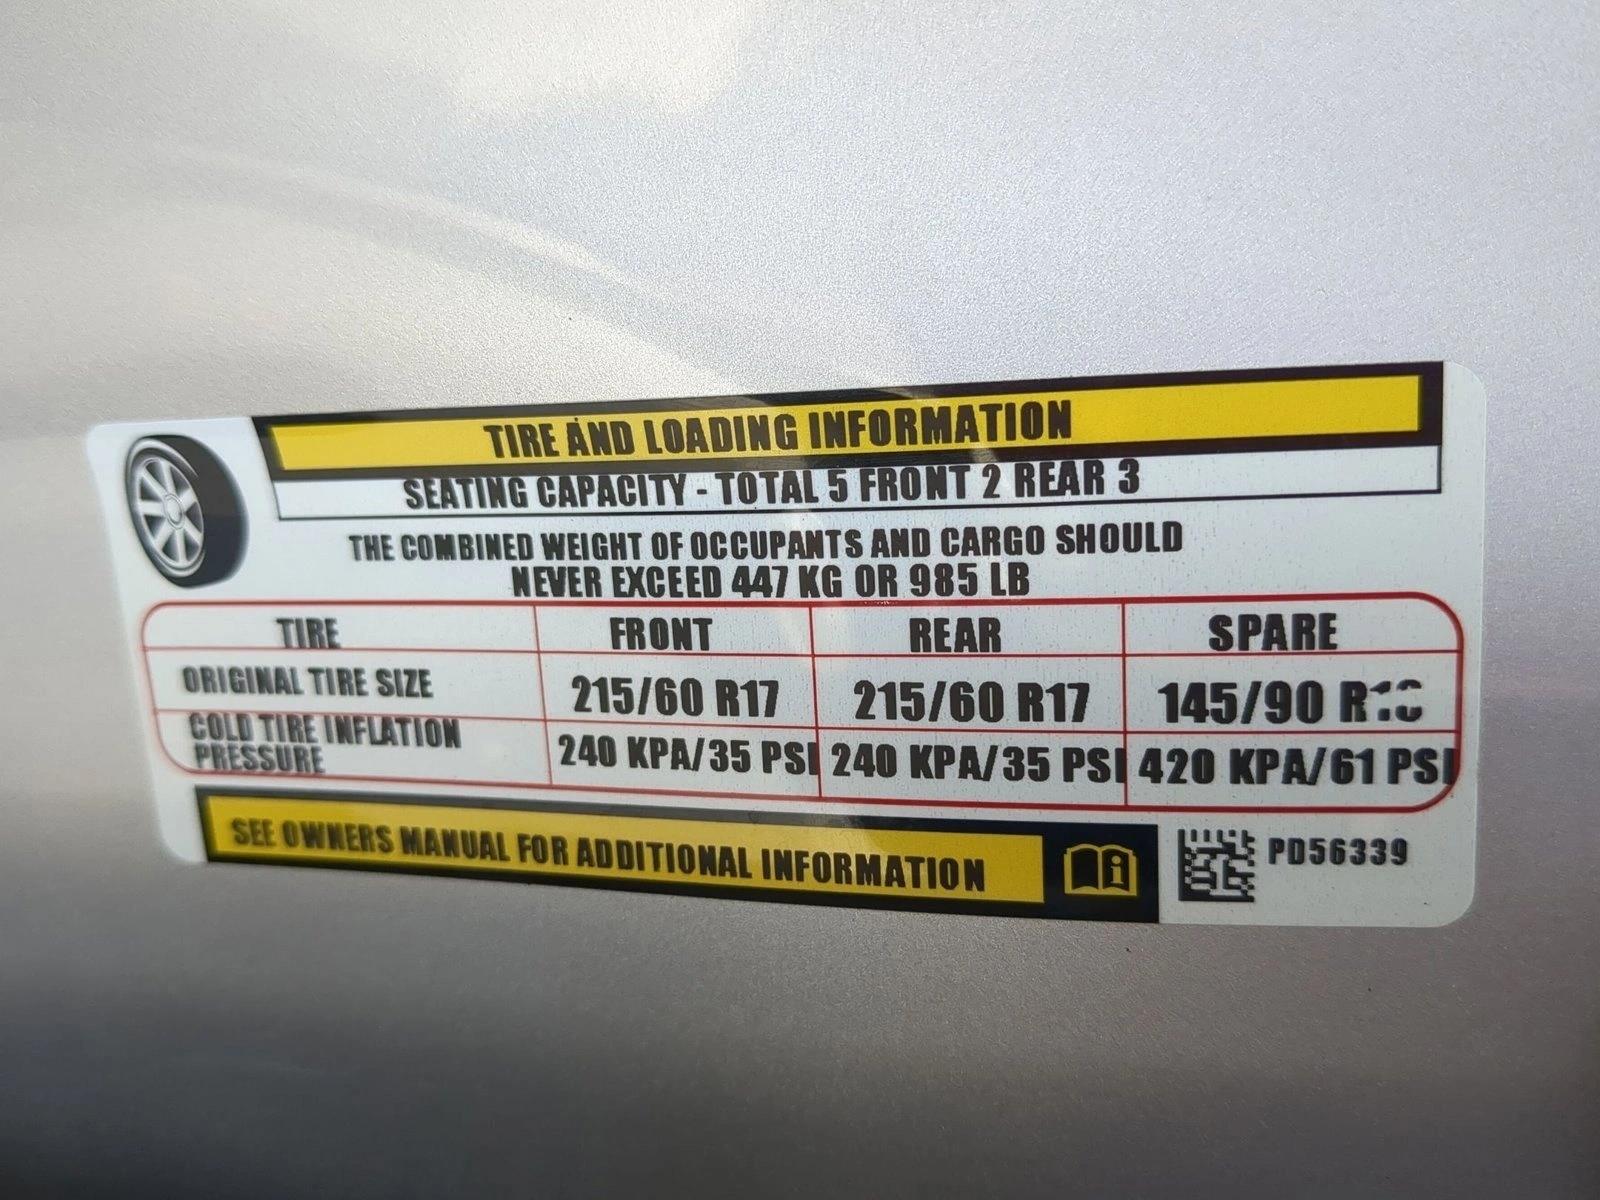 TIRE AND LOADING INFORMATION
SEATING CAPACITY - TOTAL 5 FRONT 2 REAR 3
THE COMBINED WEIGHT OF OCCUPANTS AND CARGO SHOULD
NEVER EXCEED 447 KG OR 985 LB
TIRE FRONT REAR SPARE
ORIGINAL TIRE SIZE 215/60 R17 215/60 R17 145/90
COLD TIRE INFLATION
PRESSURE 240 KPA/35 PSI 240 KPA/35 PSI 420 KPA/61 PSI
SEE OWNERS MANUAL FOR ADDITIONAL INFORMATION
PD56339